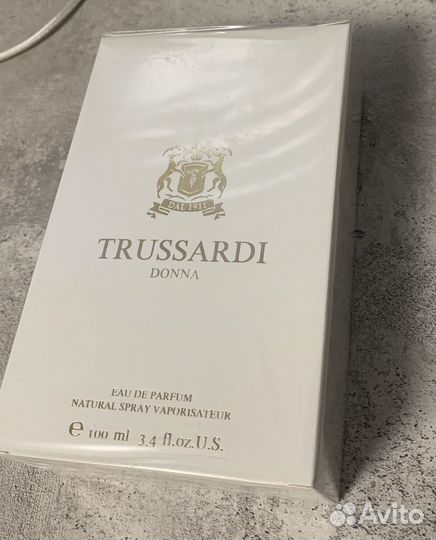 DAL 1911
TRUSSARDI
DONNA
EAU DE PARFUM
NATURAL SPRAY VAPORISATEUR
e 100 ml 3.4 fl.oz.U.S.
Avito